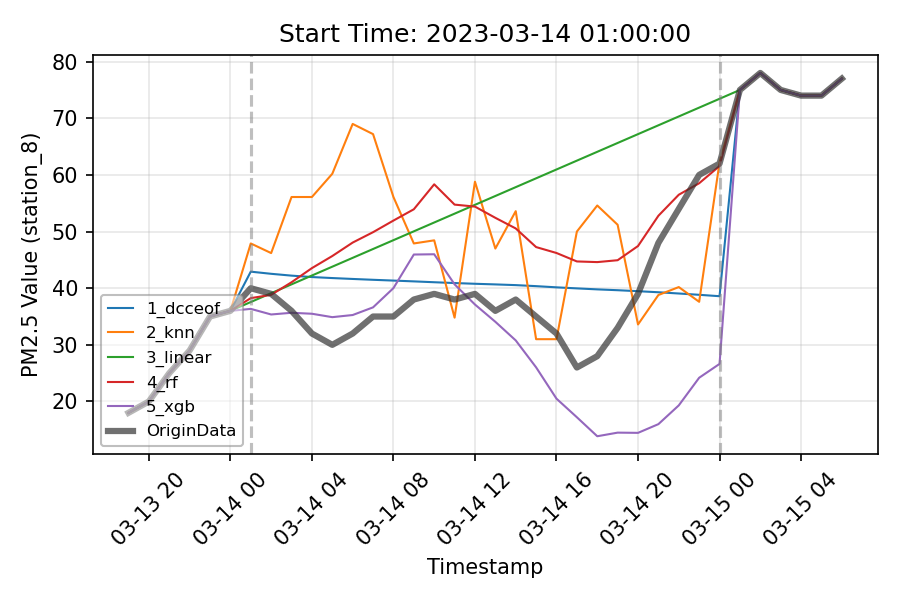 Start Time: 2023-03-14 01:00:00
PM2.5 Value (station_8)
80
70
60
50
40
30
20
1_dcceof
2_knn
3_linear
4_rf
5_xgb
OriginData
03-13 20
03-14 00
03-14 04
03-14 08
03-14 12
03-14 16
03-14 20
03-15 00
03-15 04
Timestamp